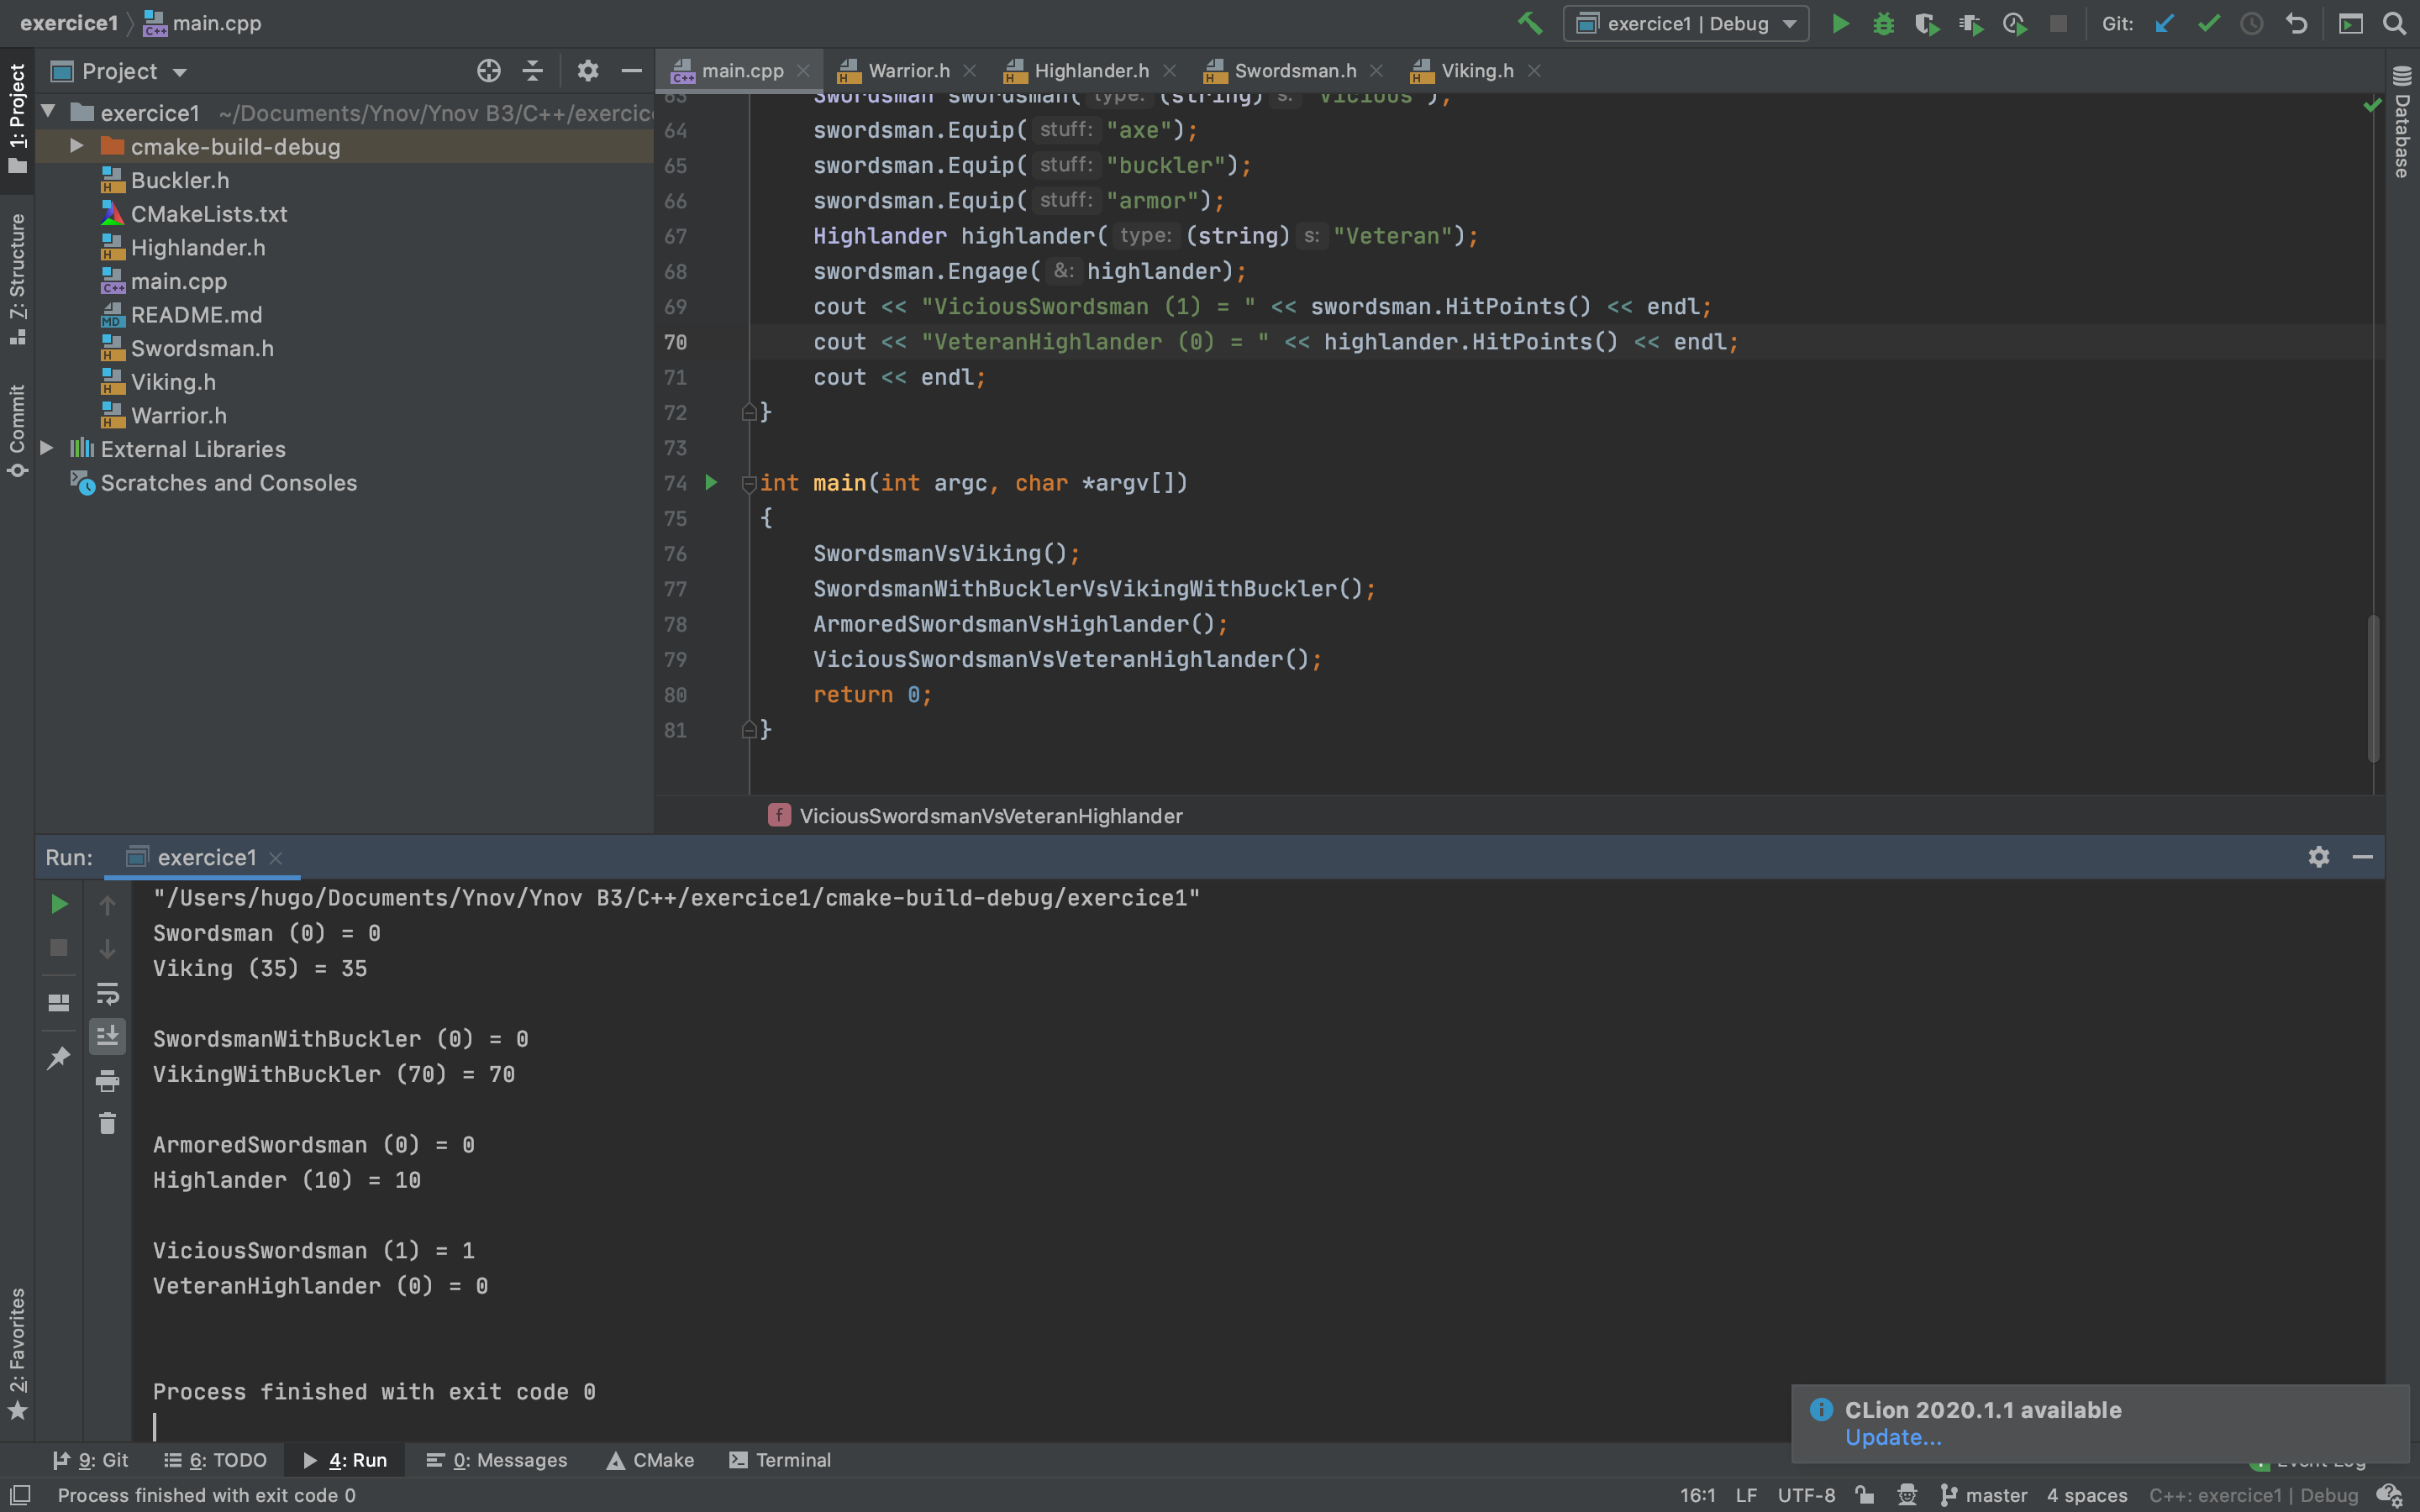 exercice1 main.cpp
exercice1 | Debug
Git:
1: Project
7: Structure
Commit
2: Favorites
Database
Project
exercice1 ~/Documents/Ynov/Ynov B3/C++/exercic
cmake-build-debug
Buckler.h
CMakeLists.txt
Highlander.h
main.cpp
README.md
Swordsman.h
Viking.h
Warrior.h
External Libraries
Scratches and Consoles
main.cpp Warrior.h Highlander.h Swordsman.h Viking.h
63 Swordsman swordsman( type: (string) s: "Vicious");
64 swordsman.Equip( stuff: "axe");
65 swordsman.Equip( stuff: "buckler");
66 swordsman.Equip( stuff: "armor");
67 Highlander highlander( type: (string) s: "Veteran");
68 swordsman.Engage( &: highlander);
69 cout << "ViciousSwordsman (1) = " << swordsman.HitPoints() << endl;
70 cout << "VeteranHighlander (0) = " << highlander.HitPoints() << endl;
71 cout << endl;
72 }
73
74 int main(int argc, char *argv[])
75 {
76 SwordsmanVsViking();
77 SwordsmanWithBucklerVsVikingWithBuckler();
78 ArmoredSwordsmanVsHighlander();
79 ViciousSwordsmanVsVeteranHighlander();
80 return 0;
81 }
f ViciousSwordsmanVsVeteranHighlander
Run: exercice1
"/Users/hugo/Documents/Ynov/Ynov B3/C++/exercice1/cmake-build-debug/exercice1"
Swordsman (0) = 0
Viking (35) = 35
SwordsmanWithBuckler (0) = 0
VikingWithBuckler (70) = 70
ArmoredSwordsman (0) = 0
Highlander (10) = 10
ViciousSwordsman (1) = 1
VeteranHighlander (0) = 0
Process finished with exit code 0
CLion 2020.1.1 available
Update...
9: Git 6: TODO 4: Run 0: Messages CMake Terminal Event Log
Process finished with exit code 0
16:1 LF UTF-8 master 4 spaces C++: exercice1 | Debug